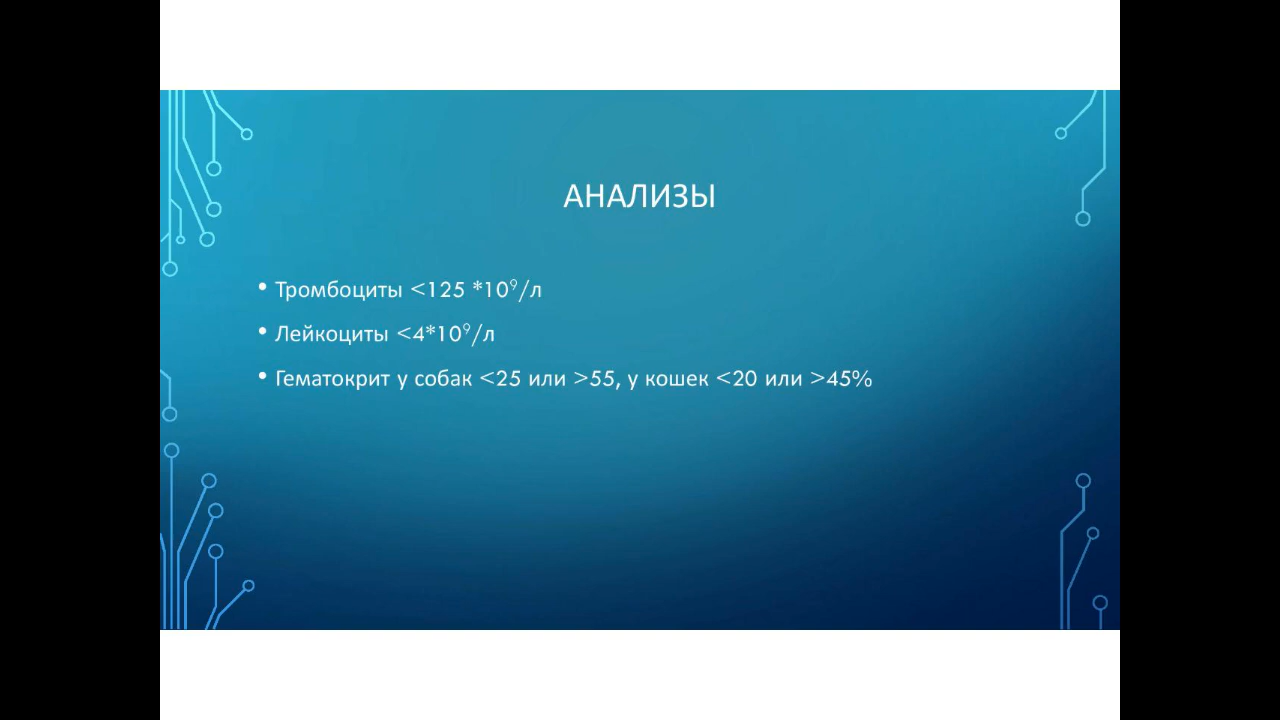 АНАЛИЗЫ
• Тромбоциты <125 *10⁹/л
• Лейкоциты <4*10⁹/л
• Гематокрит у собак <25 или >55, у кошек <20 или >45%